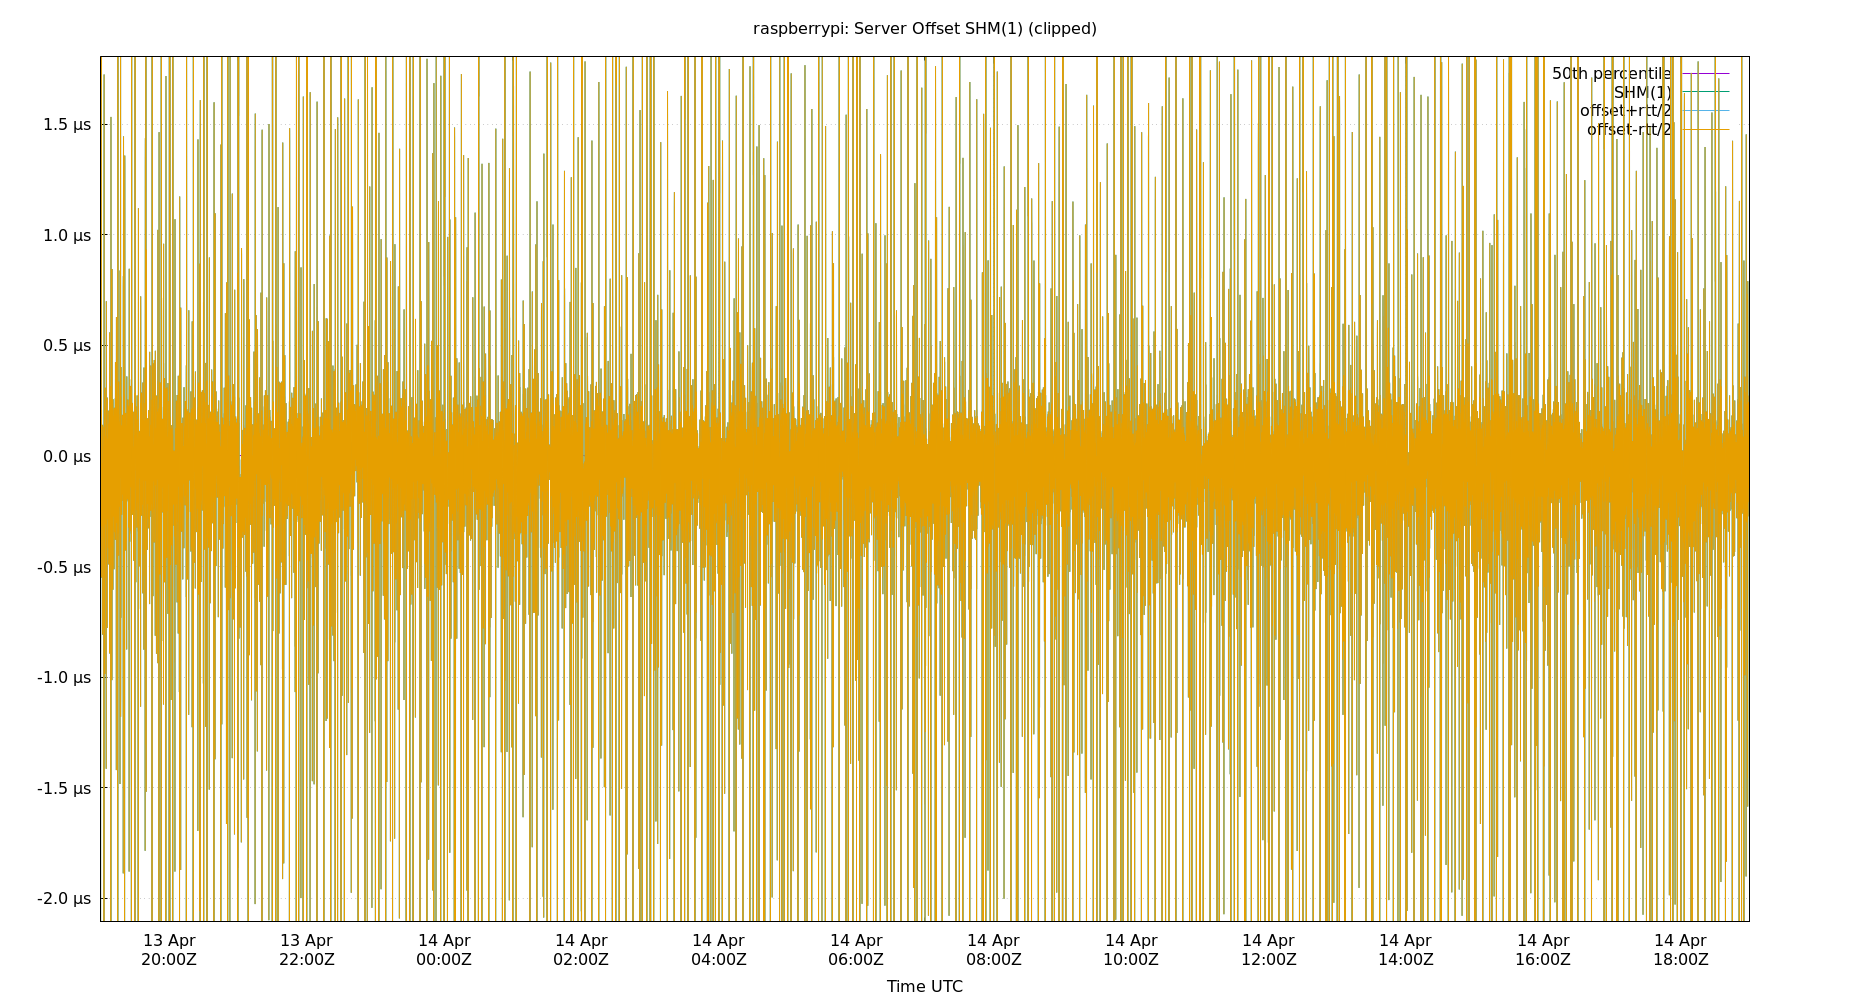 raspberrypi: Server Offset SHM(1) (clipped)
50th percentile
SHM(1)
offset+rtt/2
offset-rtt/2
1.5 µs
1.0 µs
0.5 µs
0.0 µs
-0.5 µs
-1.0 µs
-1.5 µs
-2.0 µs
13 Apr 13 Apr 14 Apr 14 Apr 14 Apr 14 Apr 14 Apr 14 Apr 14 Apr 14 Apr 14 Apr 14 Apr
20:00Z 22:00Z 00:00Z 02:00Z 04:00Z 06:00Z 08:00Z 10:00Z 12:00Z 14:00Z 16:00Z 18:00Z
Time UTC